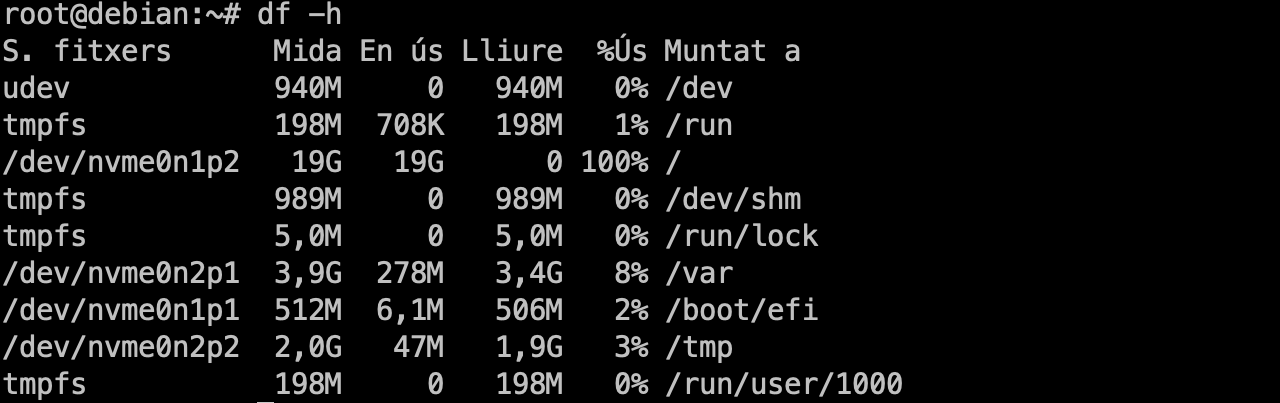 root@debian:~# df -h
S. fitxers Mida En ús Lliure %Ús Muntat a
udev 940M 0 940M 0% /dev
tmpfs 198M 708K 198M 1% /run
/dev/nvme0n1p2 19G 19G 0 100% /
tmpfs 989M 0 989M 0% /dev/shm
tmpfs 5,0M 0 5,0M 0% /run/lock
/dev/nvme0n2p1 3,9G 278M 3,4G 8% /var
/dev/nvme0n1p1 512M 6,1M 506M 2% /boot/efi
/dev/nvme0n2p2 2,0G 47M 1,9G 3% /tmp
tmpfs 198M 0 198M 0% /run/user/1000